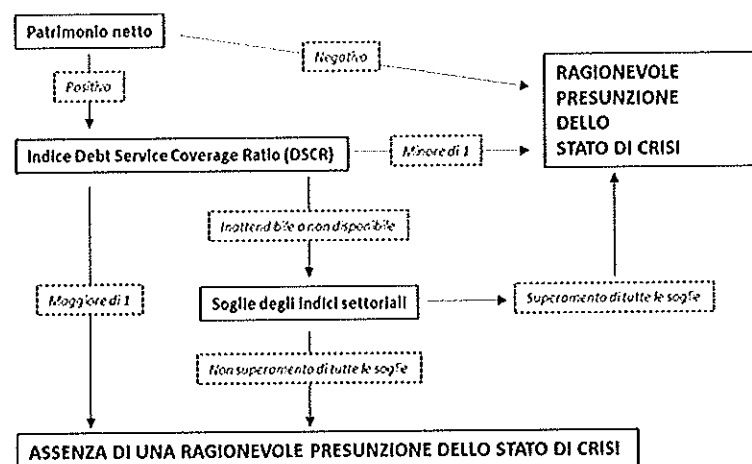 Patrimonio netto
Negativo
RAGIONEVOLE
PRESUNZIONE
DELLO
STATO DI CRISI
Positivo
Indice Debt Service Coverage Ratio (DSCR)
Minore di 1
Inattendibile o non disponibile
Maggiore di 1
Soglie degli indici settoriali
Superamento di tutte le soglie
Non superamento di tutte le soglie
ASSENZA DI UNA RAGIONEVOLE PRESUNZIONE DELLO STATO DI CRISI